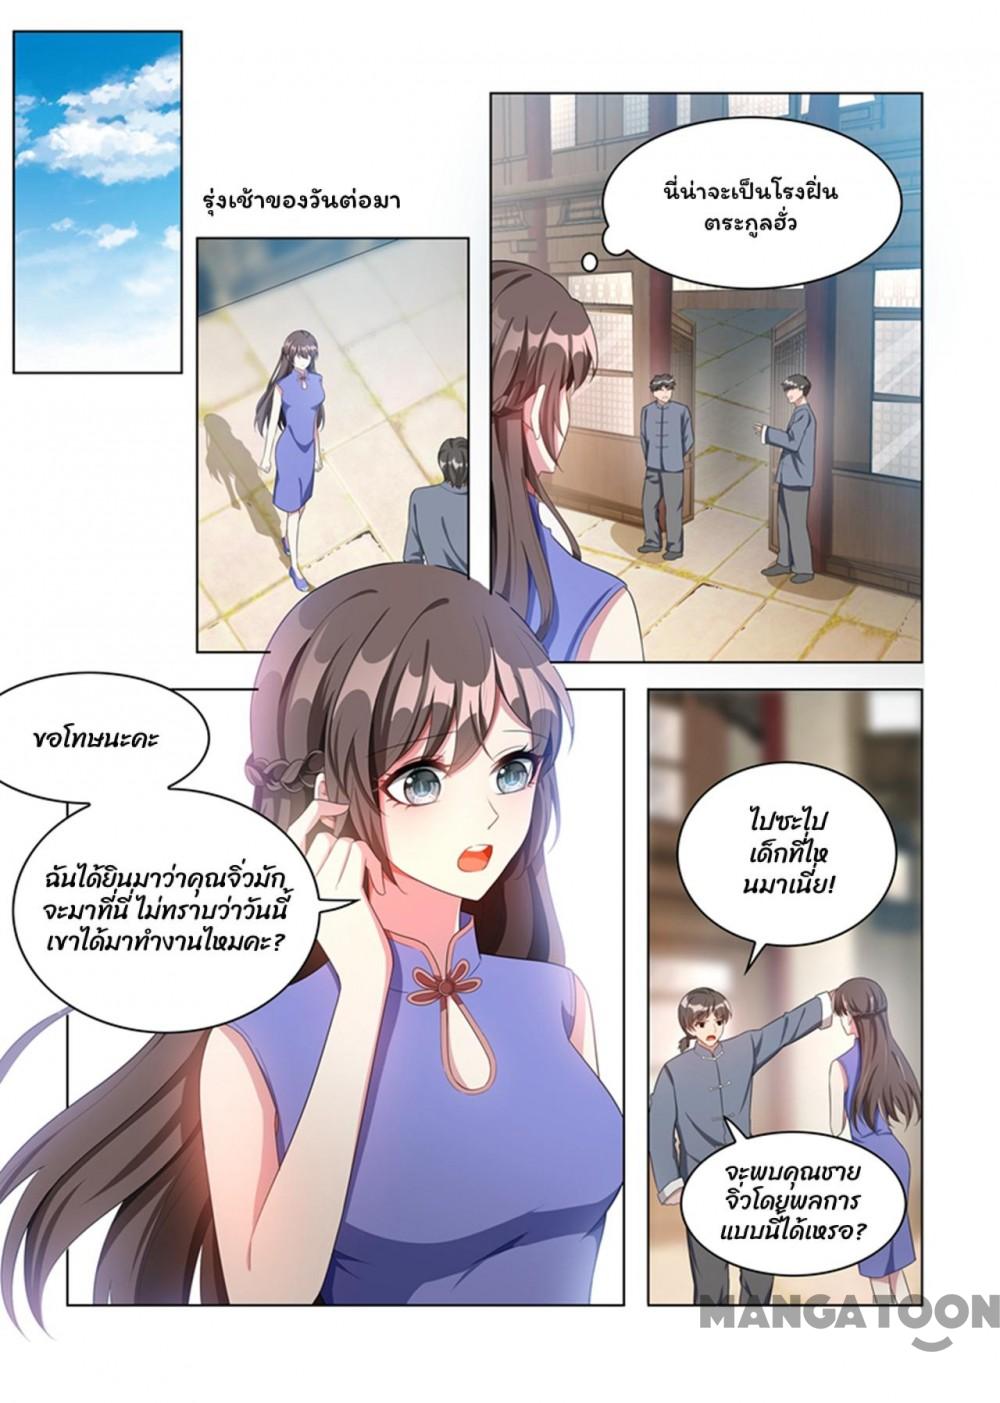 รุ่งเช้าของวันต่อมา
นี่น่าจะเป็นโรงฝิ่น
ตระกูลฮั่ว
ขอโทษนะคะ
ฉันได้ยินมาว่าคุณจิ่วมัก
จะมาที่นี่ ไม่ทราบว่าวันนี้
เขาได้มาทำงานไหมคะ?
ไปซะไป
เด็กที่ไห
นมาเนี่ย!
จะพบคุณชาย
จิ่วโดยพลการ
แบบนี้ได้เหรอ?
MANGATOON